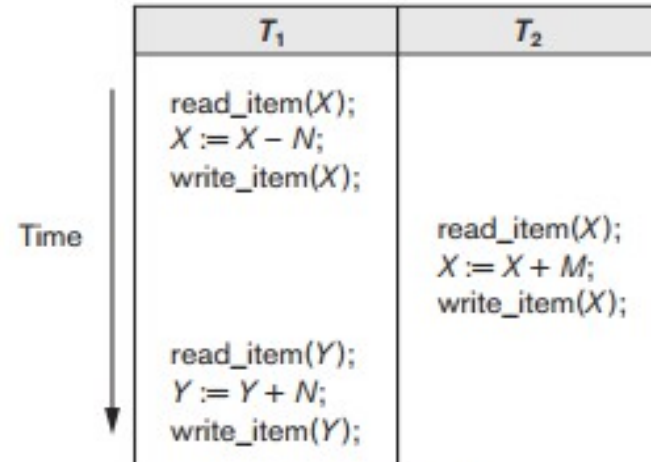 T₁ T₂
read_item(X);
X := X – N;
write_item(X);
Time
read_item(X);
X := X + M;
write_item(X);
read_item(Y);
Y := Y + N;
write_item(Y);